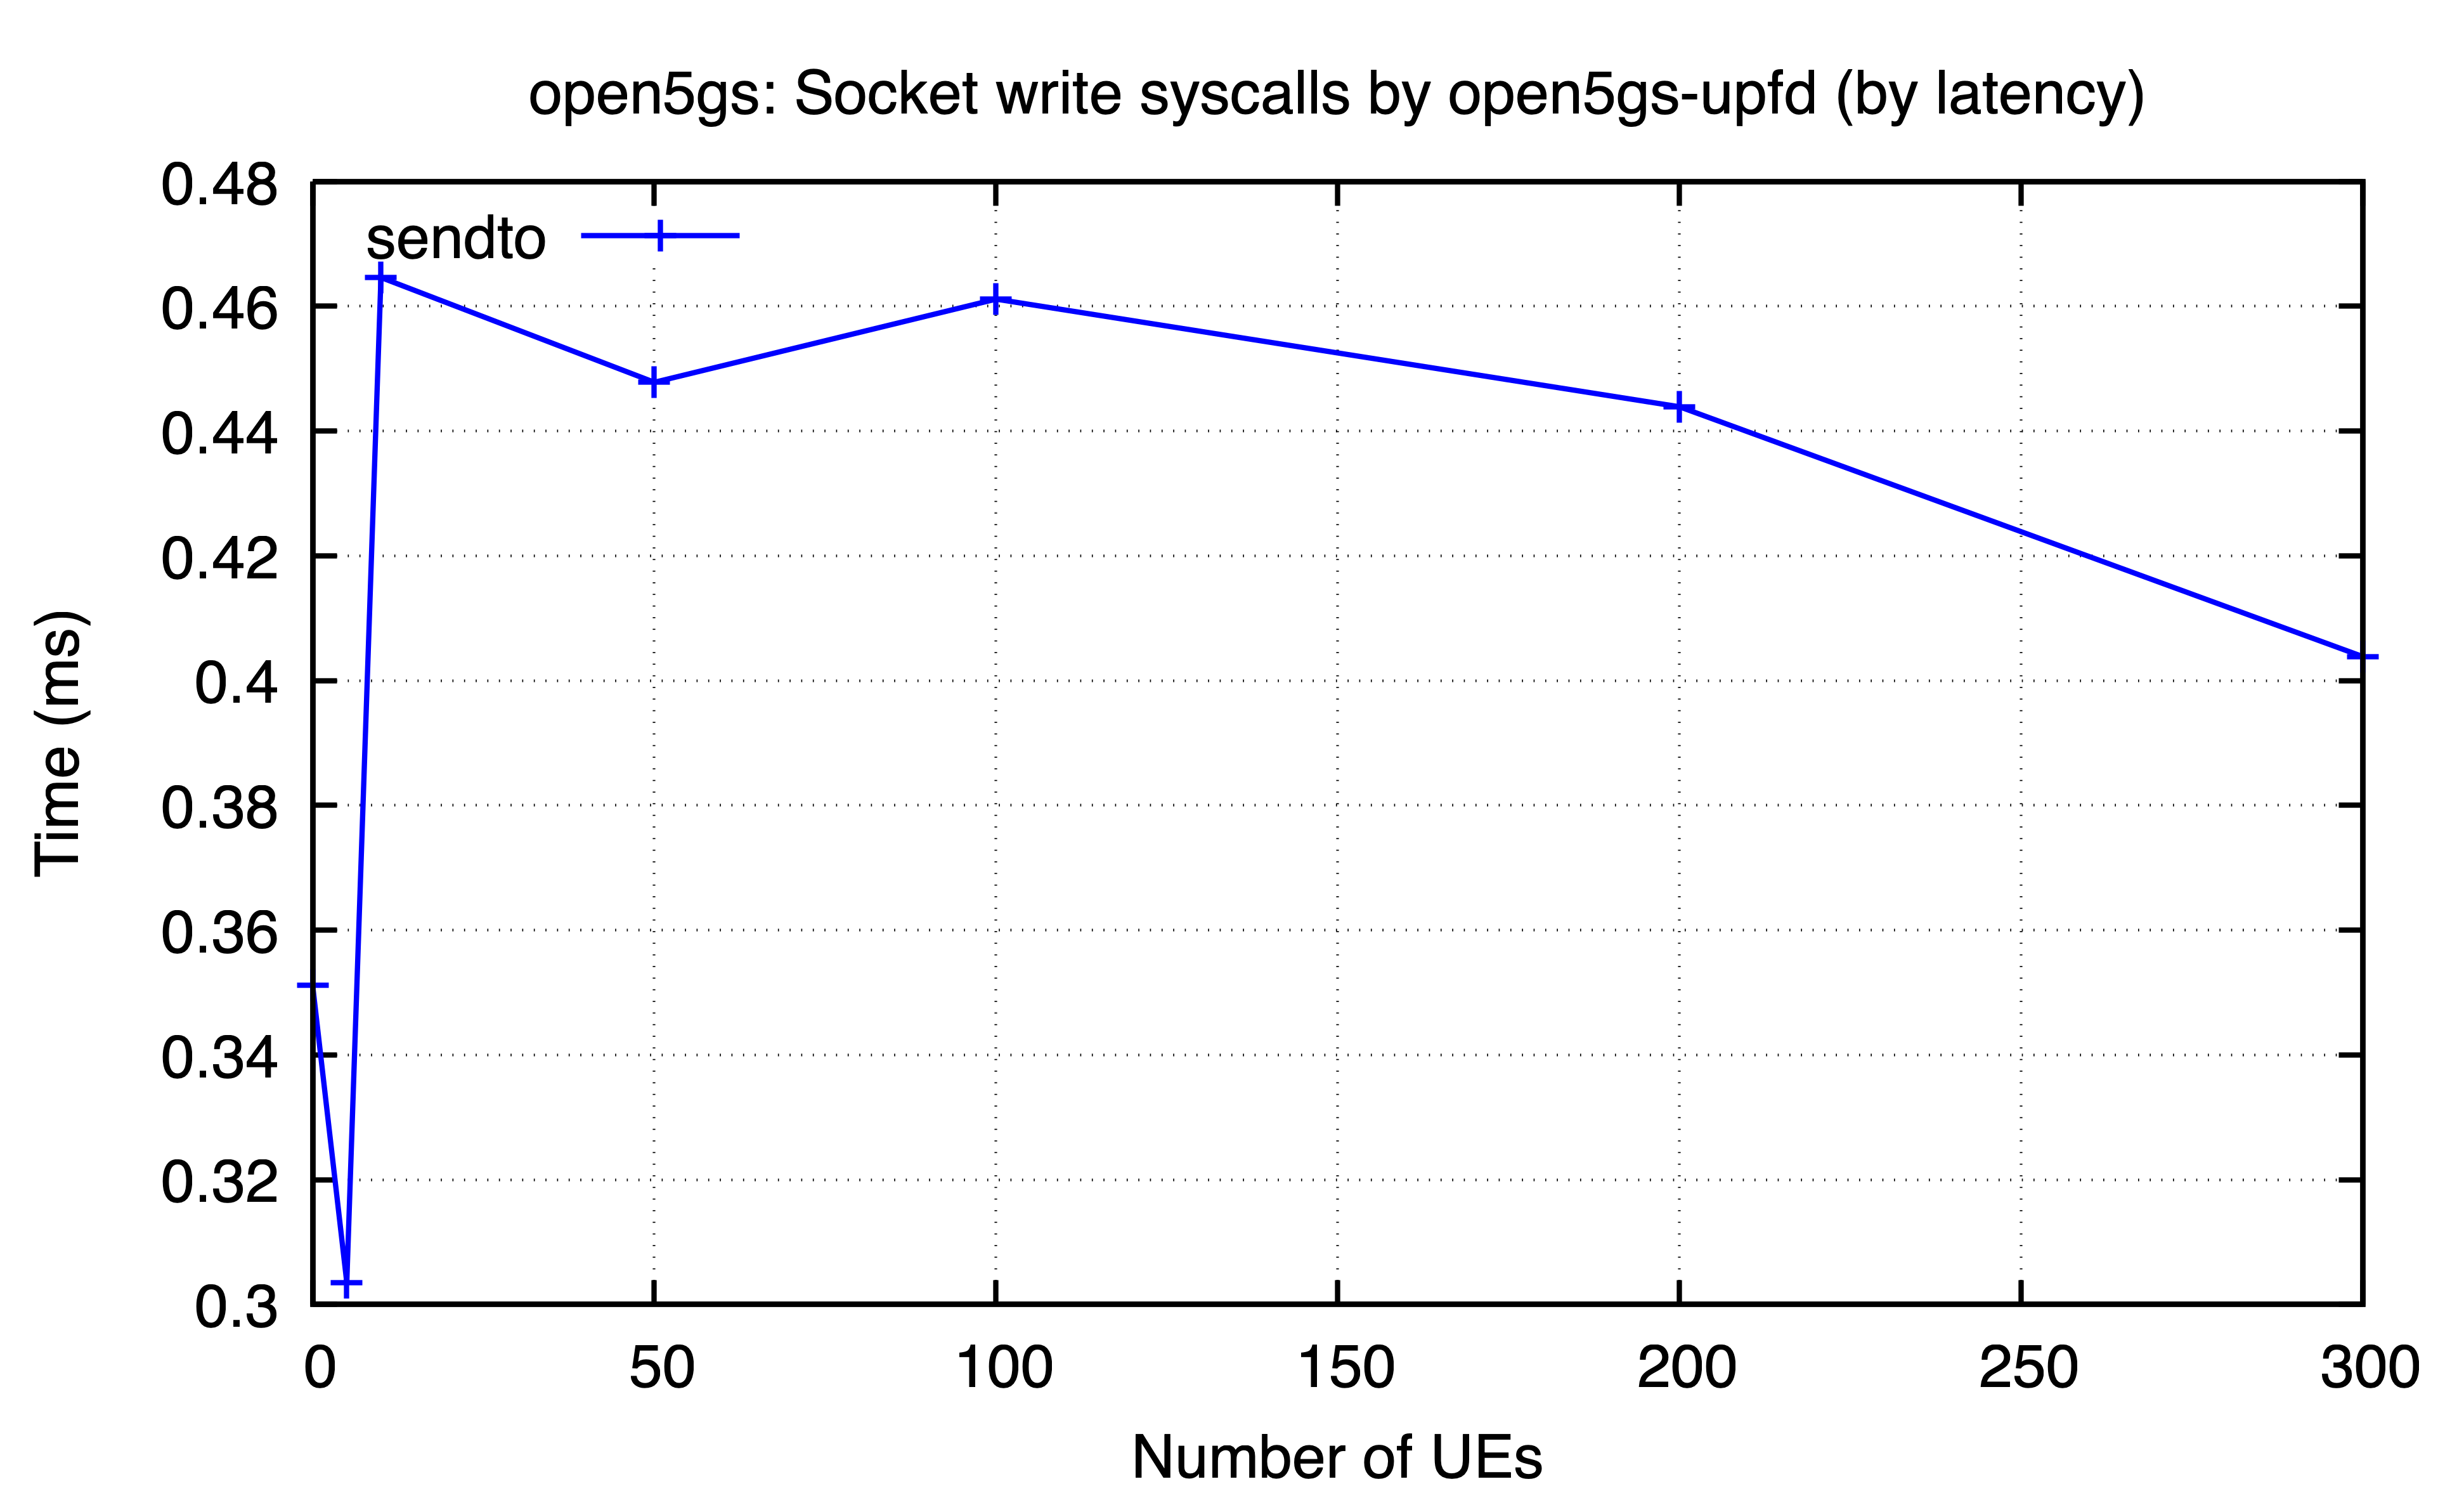 open5gs: Socket write syscalls by open5gs-upfd (by latency)
sendto
0.48
0.46
0.44
0.42
0.4
0.38
0.36
0.34
0.32
0.3
Time (ms)
0 50 100 150 200 250 300
Number of UEs